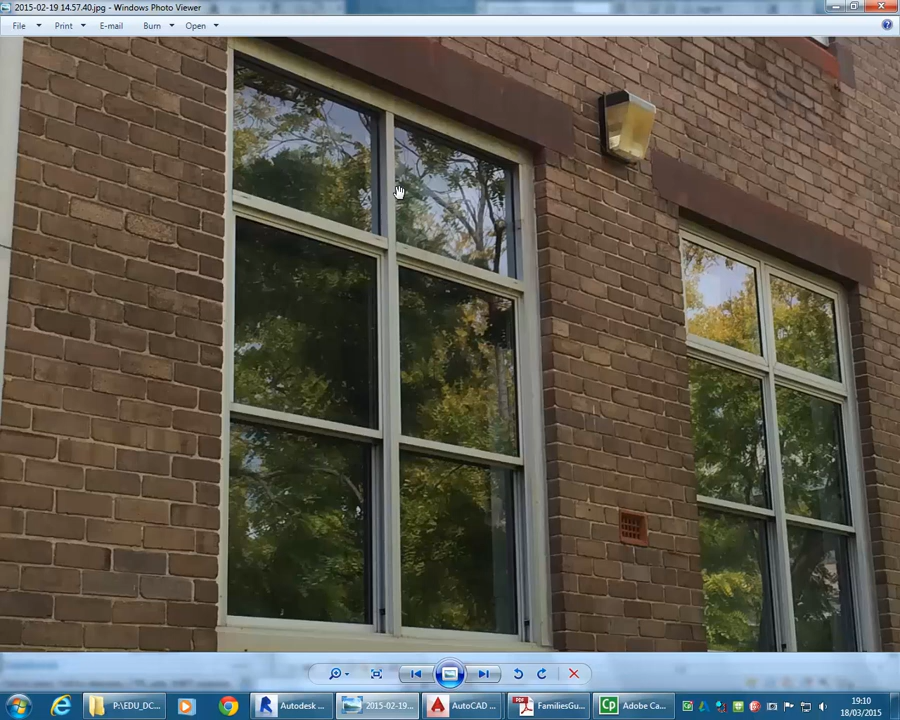 2015-02-19 14.57.40.jpg - Windows Photo Viewer
File Print E-mail Burn Open
P:\EDU_DC... Autodesk ... 2015-02-19... AutoCAD ... FamiliesGu... Adobe Ca...
19:10
18/03/2015